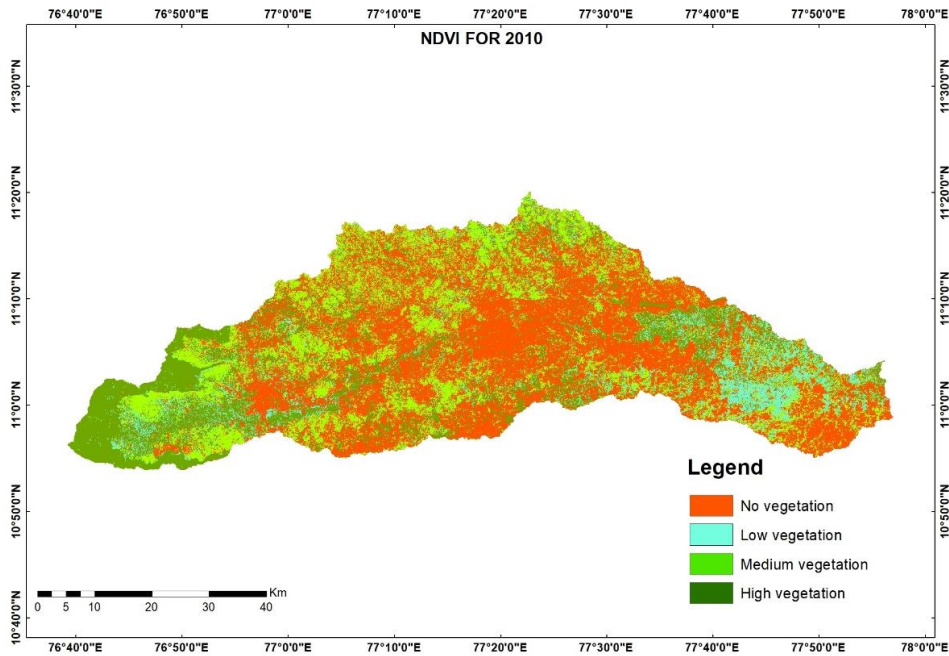 76°40'0"E 76°50'0"E 77°0'0"E 77°10'0"E 77°20'0"E 77°30'0"E 77°40'0"E 77°50'0"E 78°0'0"E
NDVI FOR 2010
11°30'0"N 11°30'0"N
11°20'0"N 11°20'0"N
11°10'0"N 11°10'0"N
11°0'0"N 11°0'0"N
10°50'0"N 10°50'0"N
10°40'0"N 10°40'0"N
Legend
No vegetation
Low vegetation
Medium vegetation
High vegetation
Km
0 2 5 10 20 30 40
76°40'0"E 76°50'0"E 77°0'0"E 77°10'0"E 77°20'0"E 77°30'0"E 77°40'0"E 77°50'0"E 78°0'0"E